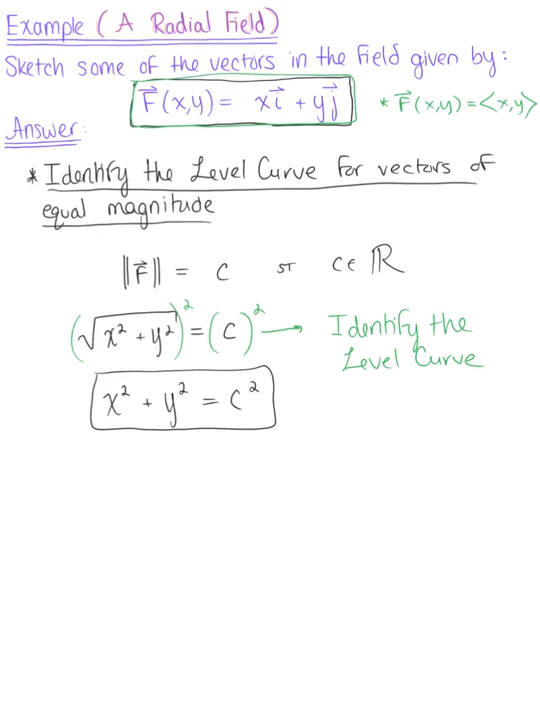 Example (A Radial Field)
Sketch some of the vectors in the Field given by:
F⃗(x,y) = xi⃗ + yj⃗ * F⃗(x,y) = <x,y>
Answer:
* Identify the Level Curve For vectors of
equal magnitude
||F⃗|| = c ST c ∈ ℝ
(√x² + y²)² = (c)² → Identify the
Level Curve
x² + y² = c²